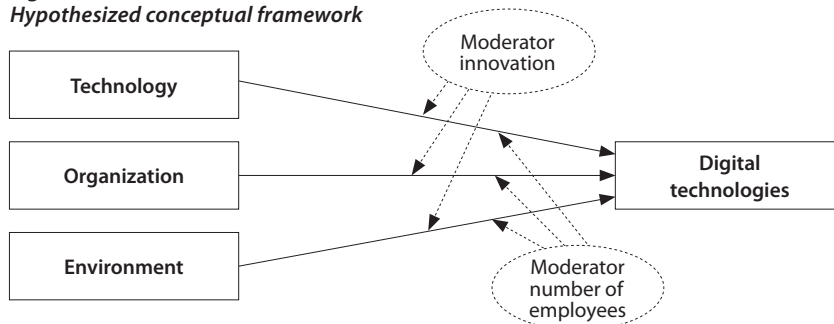 Hypothesized conceptual framework
Moderator
innovation
Technology
Organization
Digital
technologies
Environment
Moderator
number of
employees